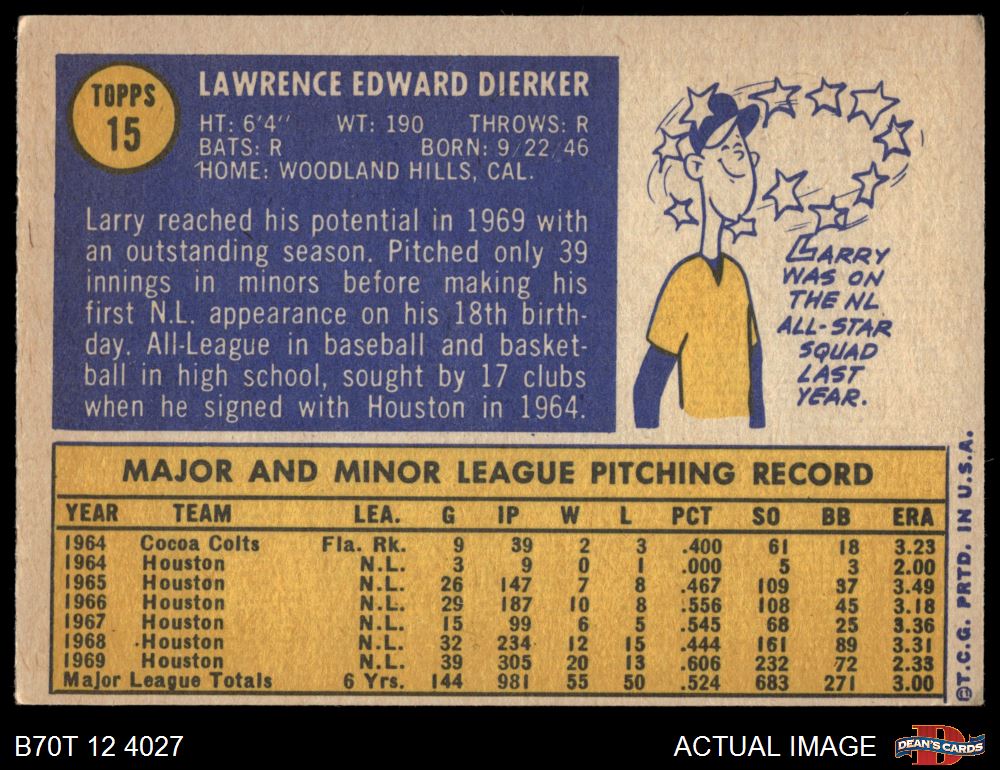 TOPPS
15
LAWRENCE EDWARD DIERKER
HT: 6'4" WT: 190 THROWS: R
BATS: R BORN: 9/22/46
HOME: WOODLAND HILLS, CAL.
Larry reached his potential in 1969 with
an outstanding season. Pitched only 39
innings in minors before making his
first N.L. appearance on his 18th birth-
day. All-League in baseball and basket-
ball in high school, sought by 17 clubs
when he signed with Houston in 1964.
LARRY
WAS ON
THE NL
ALL-STAR
SQUAD
LAST
YEAR.
MAJOR AND MINOR LEAGUE PITCHING RECORD
YEAR TEAM LEA. G IP W L PCT SO BB ERA
1964 Cocoa Colts Fla. Rk. 9 39 2 3 .400 61 18 3.23
1964 Houston N.L. 3 9 0 1 .000 5 3 2.00
1965 Houston N.L. 26 147 7 8 .467 109 37 3.49
1966 Houston N.L. 29 187 10 8 .556 108 45 3.18
1967 Houston N.L. 15 99 6 5 .545 68 25 3.36
1968 Houston N.L. 32 234 12 15 .444 161 89 3.31
1969 Houston N.L. 39 305 20 13 .606 232 72 2.33
Major League Totals 6 Yrs. 144 981 55 50 .524 683 271 3.00
©T.C.G. PRTD. IN U.S.A.
B70T 12 4027
ACTUAL IMAGE
D
DEAN'S CARDS